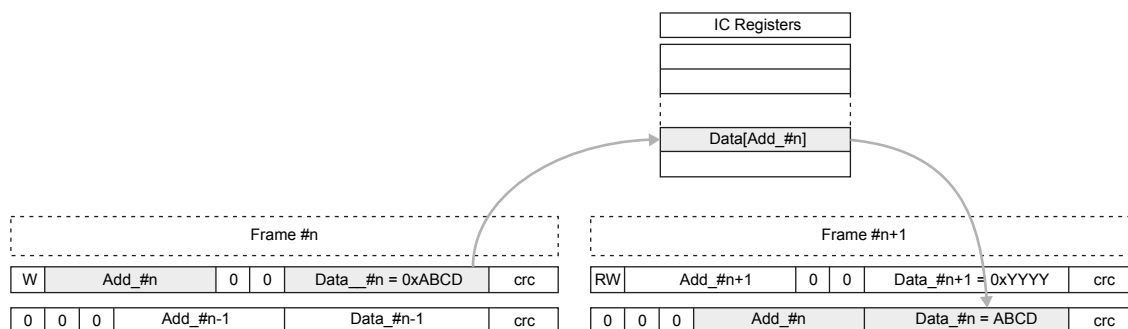 IC Registers
Data[Add_#n]
Frame #n
W Add_#n 0 0 Data__#n = 0xABCD crc
0 0 0 Add_#n-1 Data_#n-1 crc
Frame #n+1
RW Add_#n+1 0 0 Data_#n+1 = 0xYYYY crc
0 0 0 Add_#n Data_#n = ABCD crc